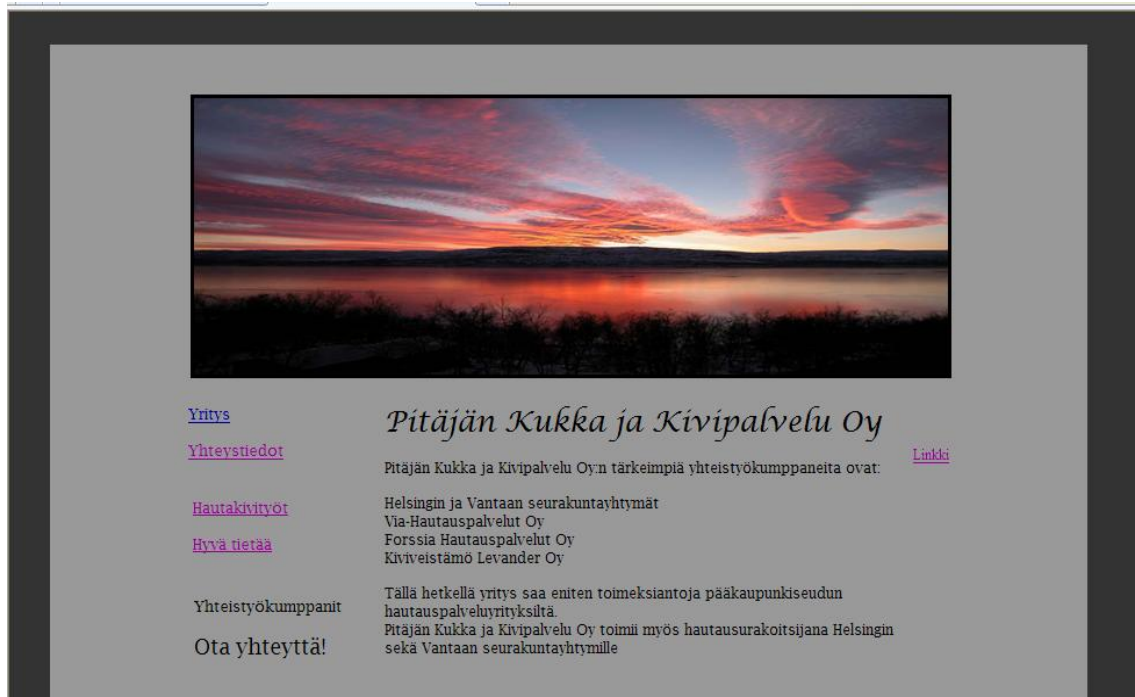 Yritys
Yhteystiedot
Hautakivityöt
Hyvä tietää
Yhteistyökumppanit
Ota yhteyttä!
Pitäjän Kukka ja Kivipalvelu Oy
Pitäjän Kukka ja Kivipalvelu Oy:n tärkeimpiä yhteistyökumppaneita ovat:
Helsingin ja Vantaan seurakuntayhtymät
Via-Hautauspalvelut Oy
Forssia Hautauspalvelut Oy
Kiviveistämö Levander Oy
Tällä hetkellä yritys saa eniten toimeksiantoja pääkaupunkiseudun
hautauspalveluyrityksiltä.
Pitäjän Kukka ja Kivipalvelu Oy toimii myös hautausurakoitsijana Helsingin
sekä Vantaan seurakuntayhtymille
Linkki